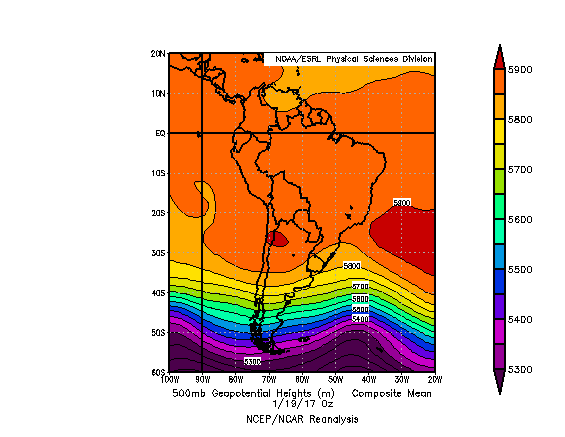 NOAA/ESRL Physical Sciences Division
20N
10N
EQ
10S
20S
30S
40S
50S
60S
100W 90W 80W 70W 60W 50W 40W 30W 20W
5900
5800
5700
5600
5500
5400
5300
5900
5800
5700
5600
5400
5300
500mb Geopotential Heights (m) Composite Mean
1/19/17 0z
NCEP/NCAR Reanalysis